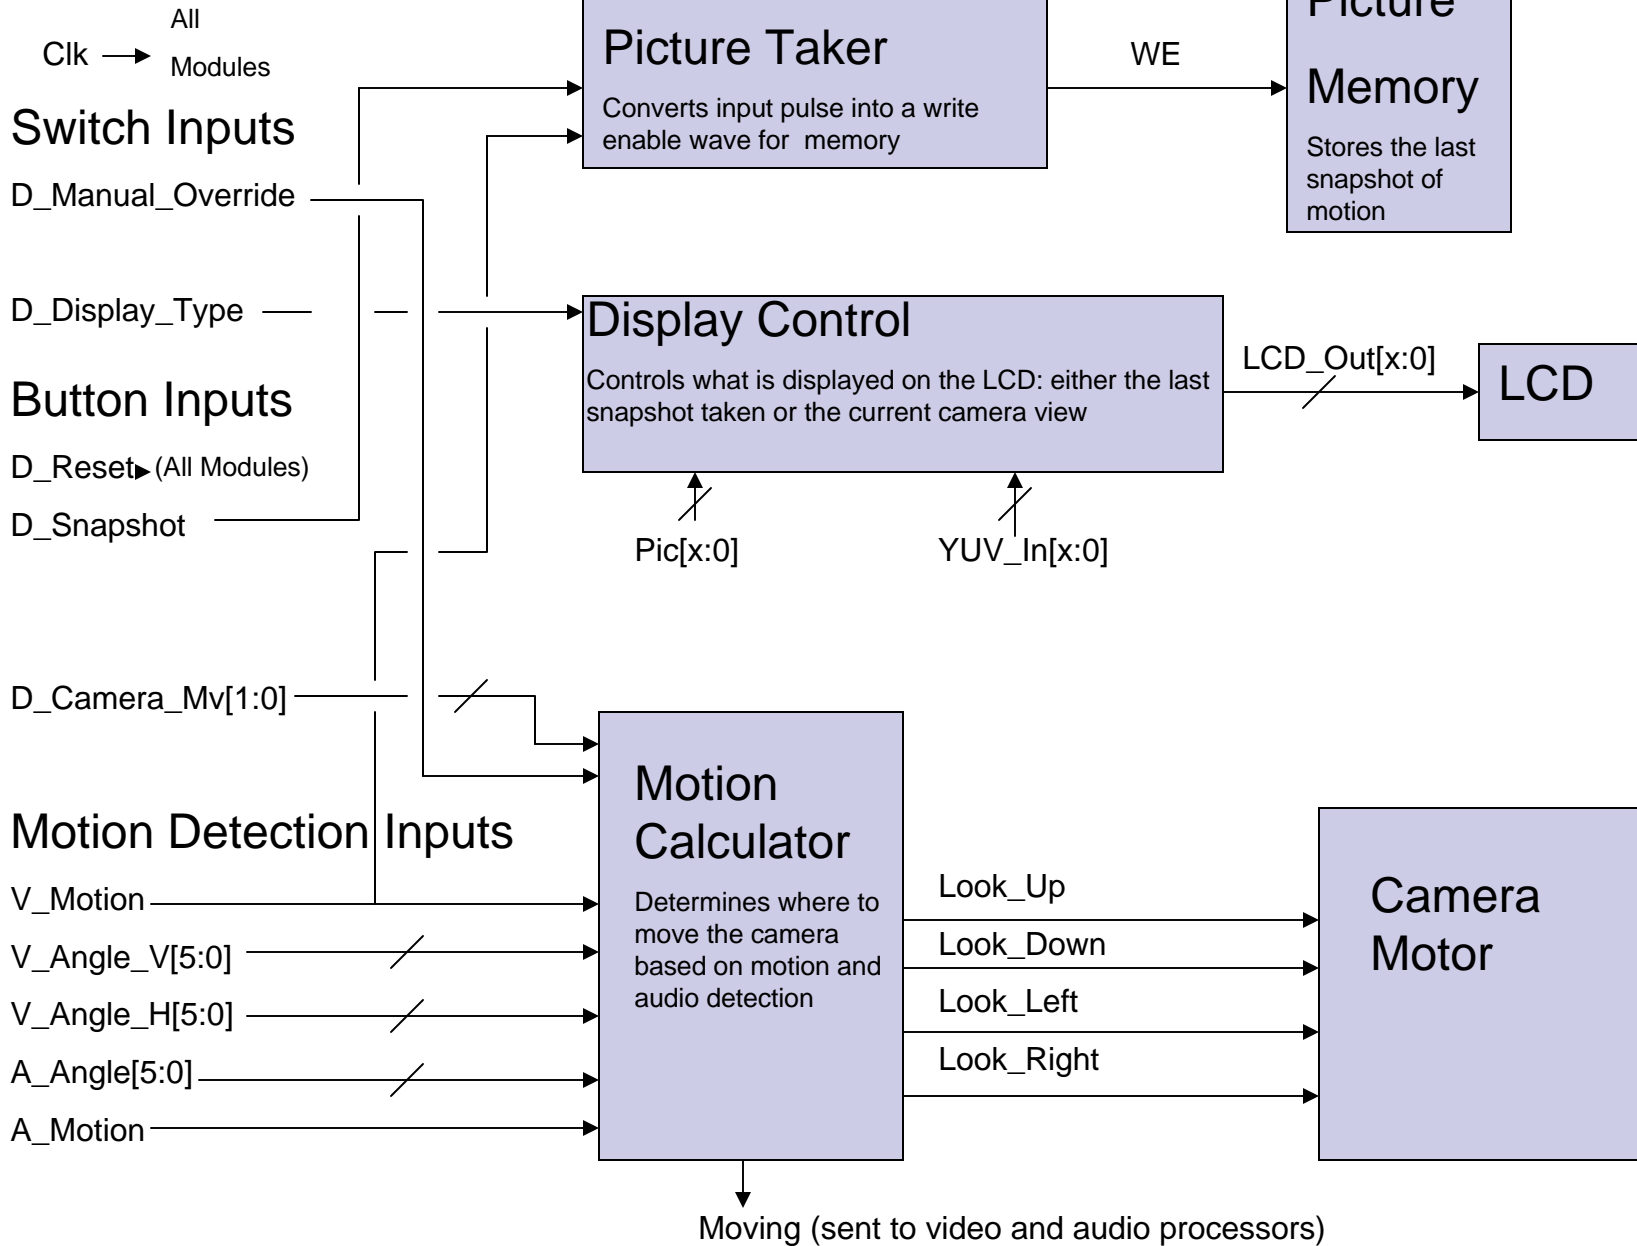 All
Clk
Modules
Switch Inputs
D_Manual_Override
D_Display_Type
Button Inputs
D_Reset
(All Modules)
D_Snapshot
D_Camera_Mv[1:0]
Motion Detection Inputs
V_Motion
V_Angle_V[5:0]
V_Angle_H[5:0]
A_Angle[5:0]
A_Motion
Picture Taker
Converts input pulse into a write
enable wave for memory
WE
Picture
Memory
Stores the last
snapshot of
motion
Display Control
Controls what is displayed on the LCD: either the last
snapshot taken or the current camera view
LCD_Out[x:0]
LCD
Pic[x:0]
YUV_In[x:0]
Motion
Calculator
Determines where to
move the camera
based on motion and
audio detection
Look_Up
Look_Down
Look_Left
Look_Right
Camera
Motor
Moving (sent to video and audio processors)